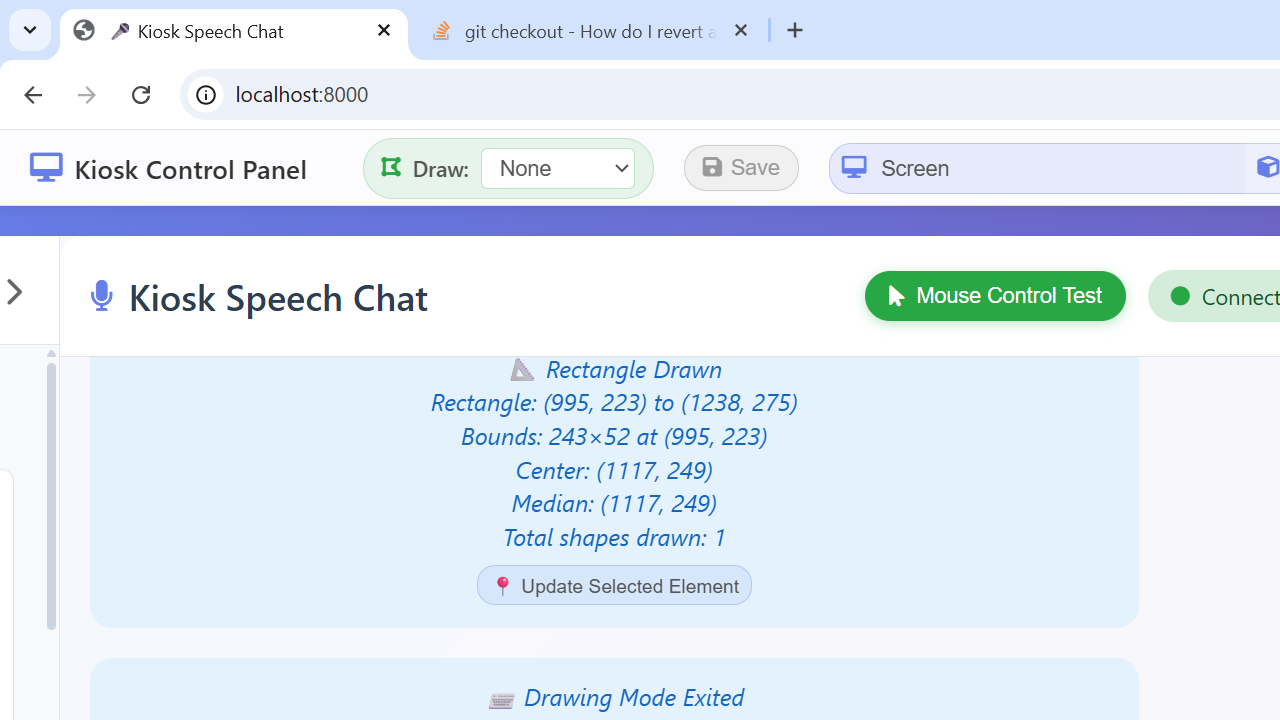 Kiosk Speech Chat
git checkout - How do I revert a
localhost:8000
Kiosk Control Panel
Draw:
None
Save
Screen
Kiosk Speech Chat
Mouse Control Test
Connect
Rectangle Drawn
Rectangle: (995, 223) to (1238, 275)
Bounds: 243×52 at (995, 223)
Center: (1117, 249)
Median: (1117, 249)
Total shapes drawn: 1
Update Selected Element
Drawing Mode Exited